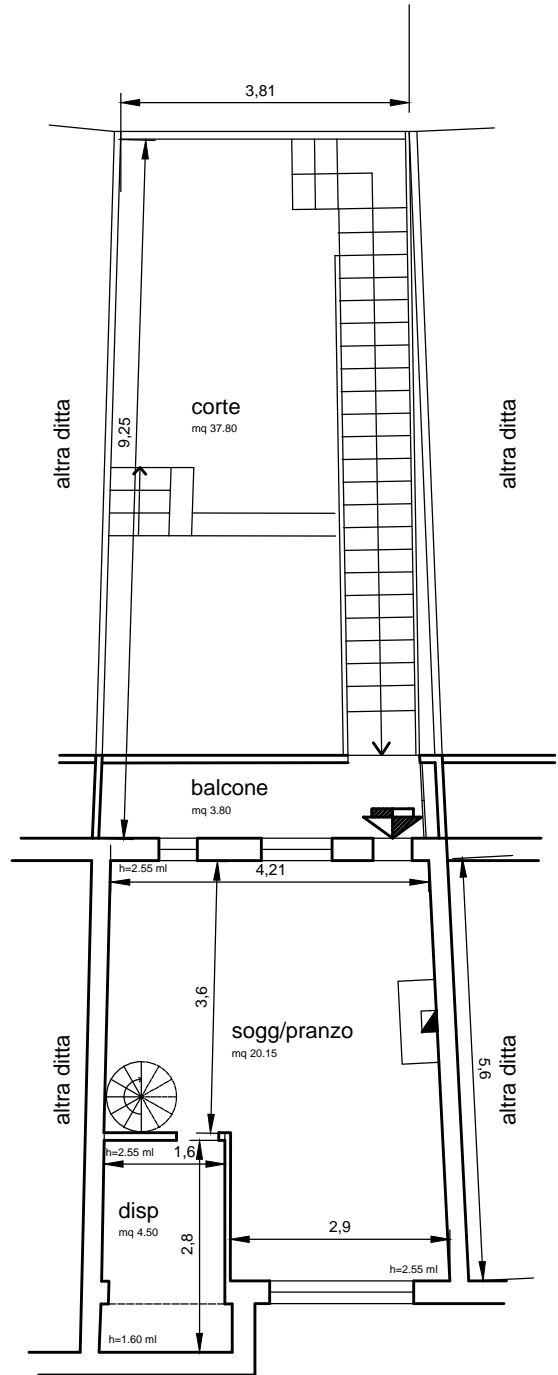 3,81
9,25
corte
mq 37.80
altra ditta
altra ditta
balcone
mq 3.80
h=2.55 ml
4,21
3,6
sogg/pranzo
mq 20.15
5,6
altra ditta
altra ditta
h=2.55 ml
1,6
disp
mq 4.50
2,8
2,9
h=2.55 ml
h=1.60 ml